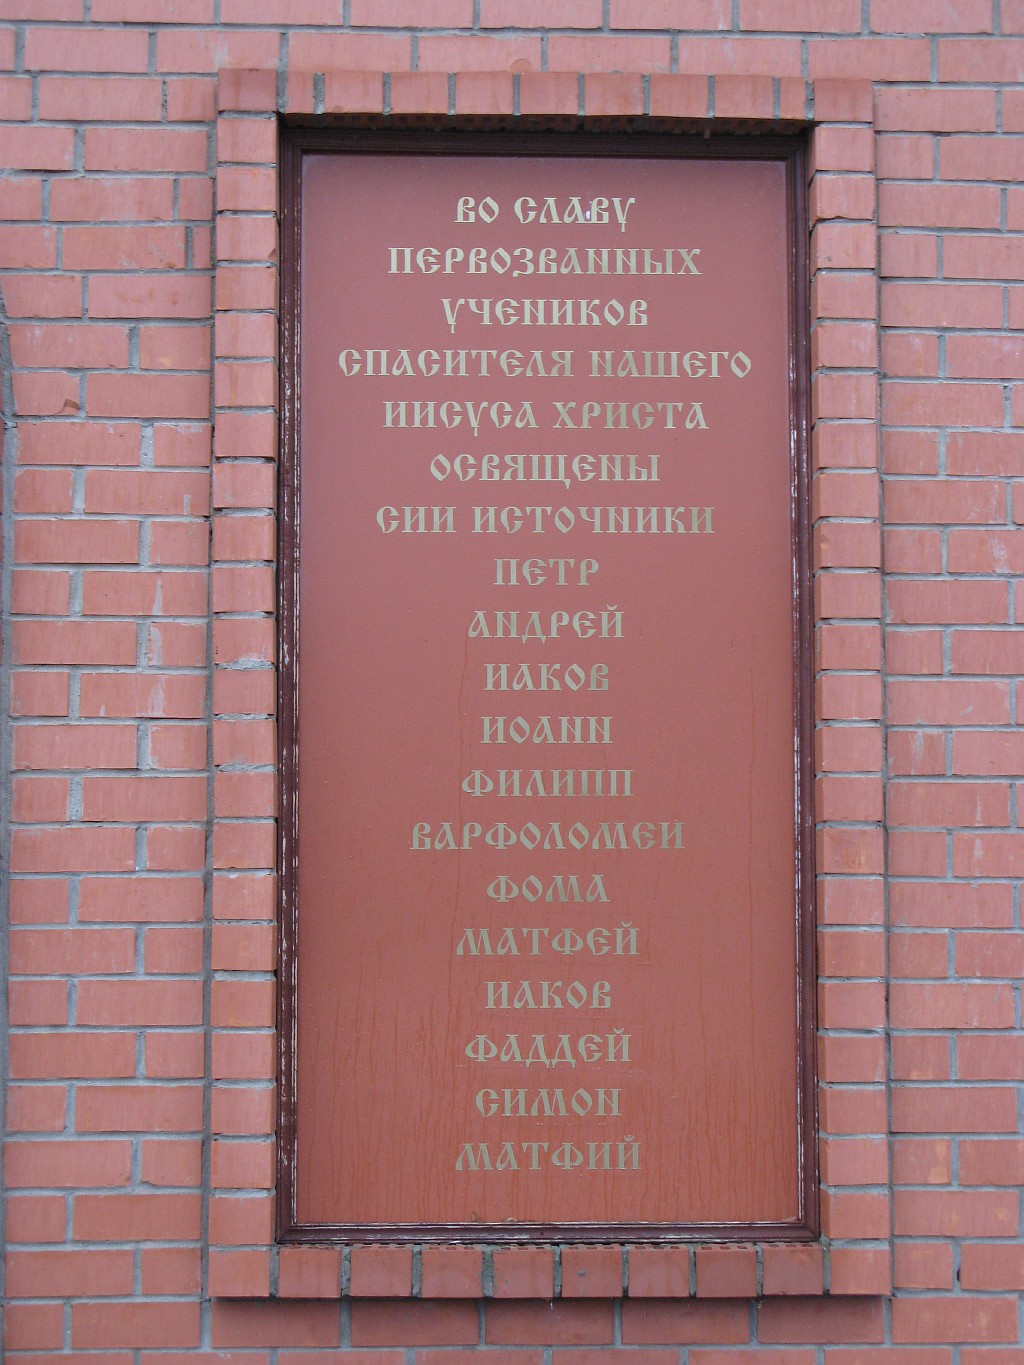 ВО СЛАВУ
ПЕРВОЗВАННЫХ
УЧЕНИКОВ
СПАСИТЕЛЯ НАШЕГО
ИИСУСА ХРИСТА
ОСВЯЩЕНЫ
СИИ ИСТОЧНИКИ
ПЕТР
АНДРЕЙ
ИАКОВ
ИОАНН
ФИЛИПП
ВАРФОЛОМЕИ
ФОМА
МАТФЕЙ
ИАКОВ
ФАДДЕЙ
СИМОН
МАТФИЙ